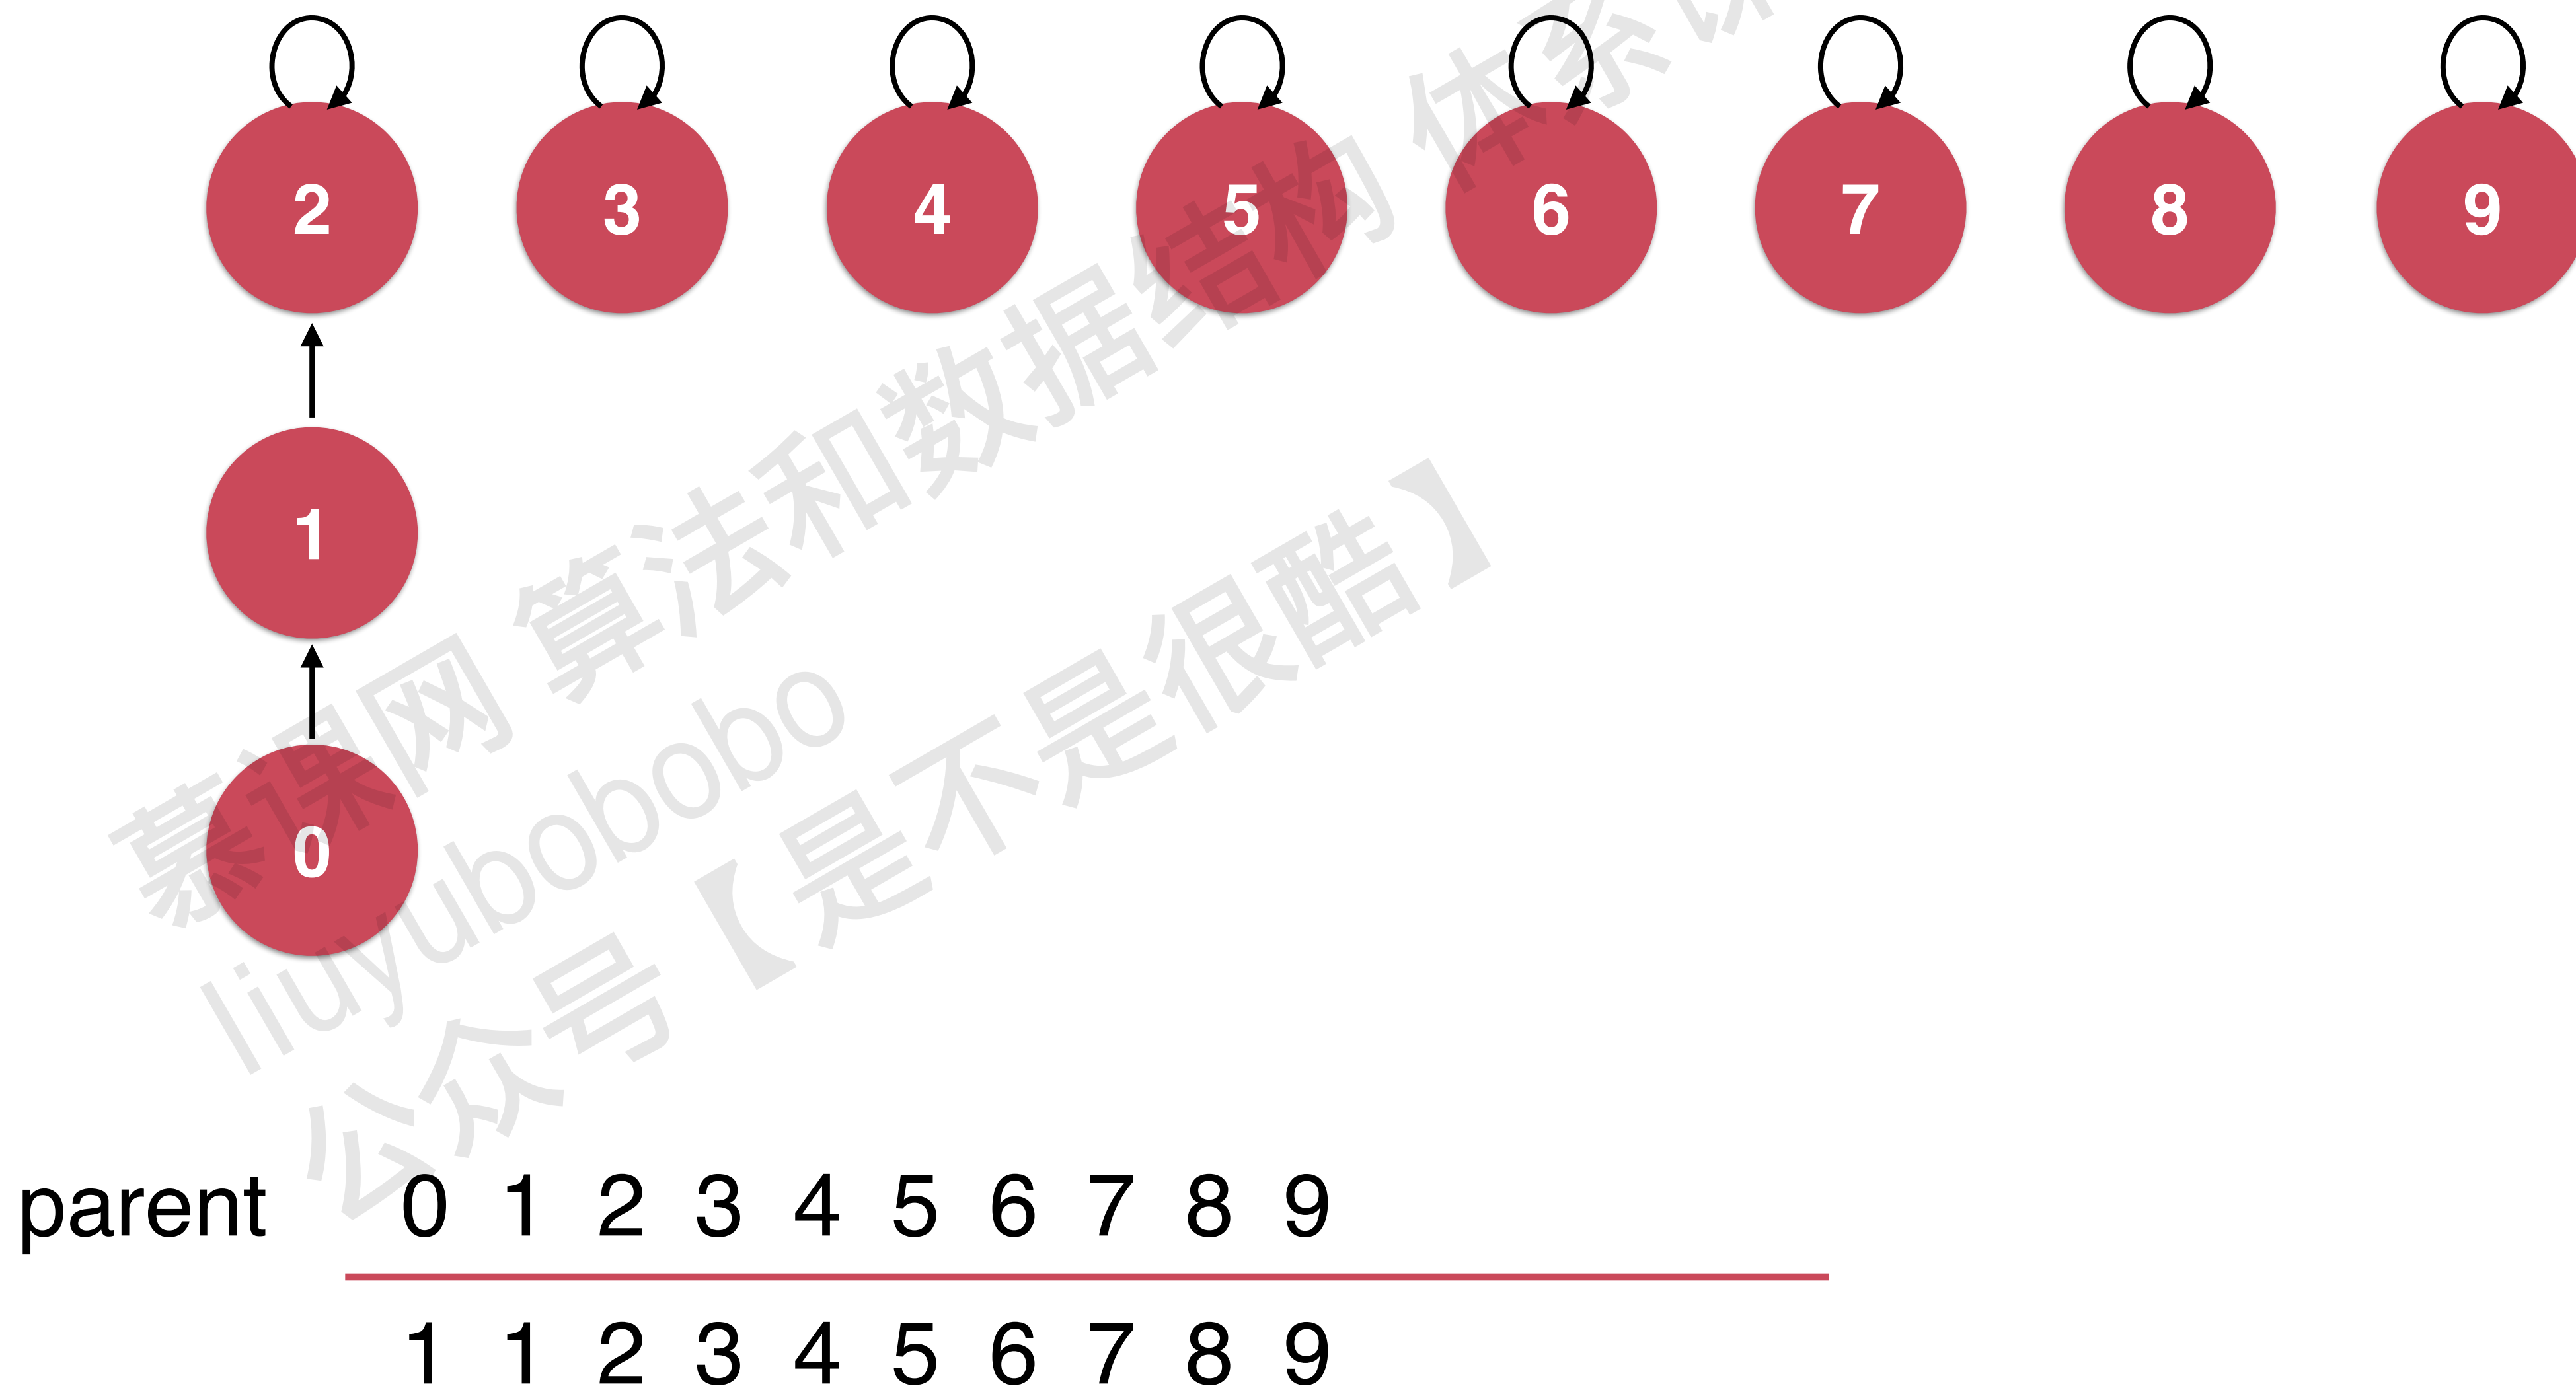 2 3 4 5 6 7 8 9
1
0
慕课网 算法和数据结构 体系课
liuyubobobo
公众号【是不是很酷】
parent 0 1 2 3 4 5 6 7 8 9
1 1 2 3 4 5 6 7 8 9